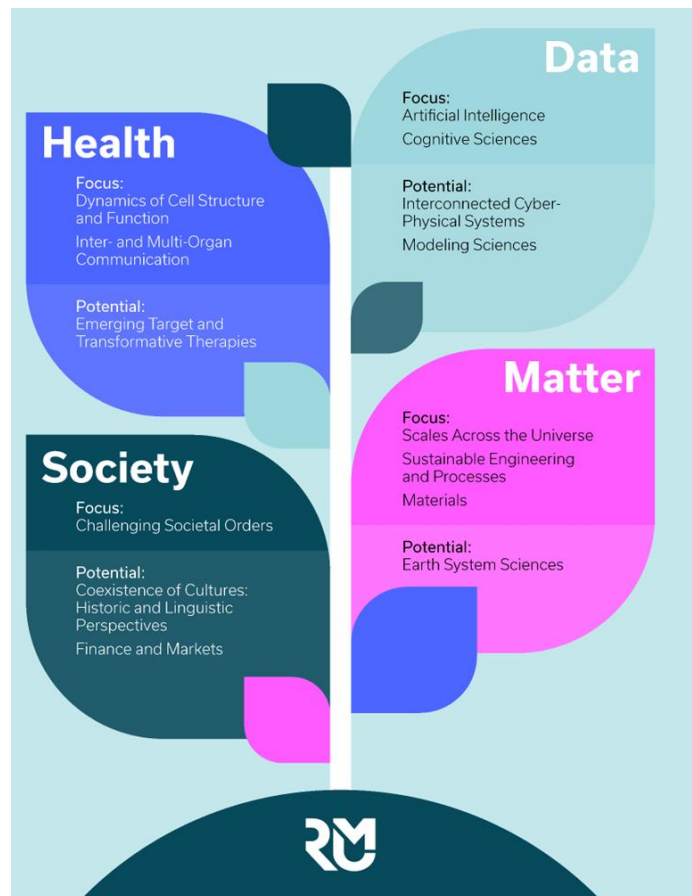 Health
Focus:
Dynamics of Cell Structure
and Function
Inter- and Multi-Organ
Communication
Potential:
Emerging Target and
Transformative Therapies
Society
Focus:
Challenging Societal Orders
Potential:
Coexistence of Cultures:
Historic and Linguistic
Perspectives
Finance and Markets
Data
Focus:
Artificial Intelligence
Cognitive Sciences
Potential:
Interconnected Cyber-
Physical Systems
Modeling Sciences
Matter
Focus:
Scales Across the Universe
Sustainable Engineering
and Processes
Materials
Potential:
Earth System Sciences
RMU